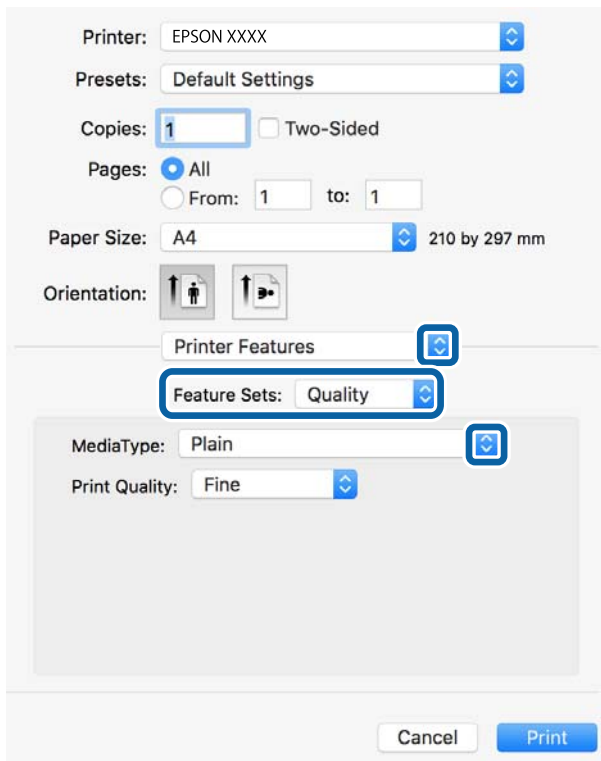 Printer: EPSON XXXX
Presets: Default Settings
Copies: 1 Two-Sided
Pages: All
From: 1 to: 1
Paper Size: A4 210 by 297 mm
Orientation:
Printer Features
Feature Sets: Quality
MediaType: Plain
Print Quality: Fine
Cancel Print